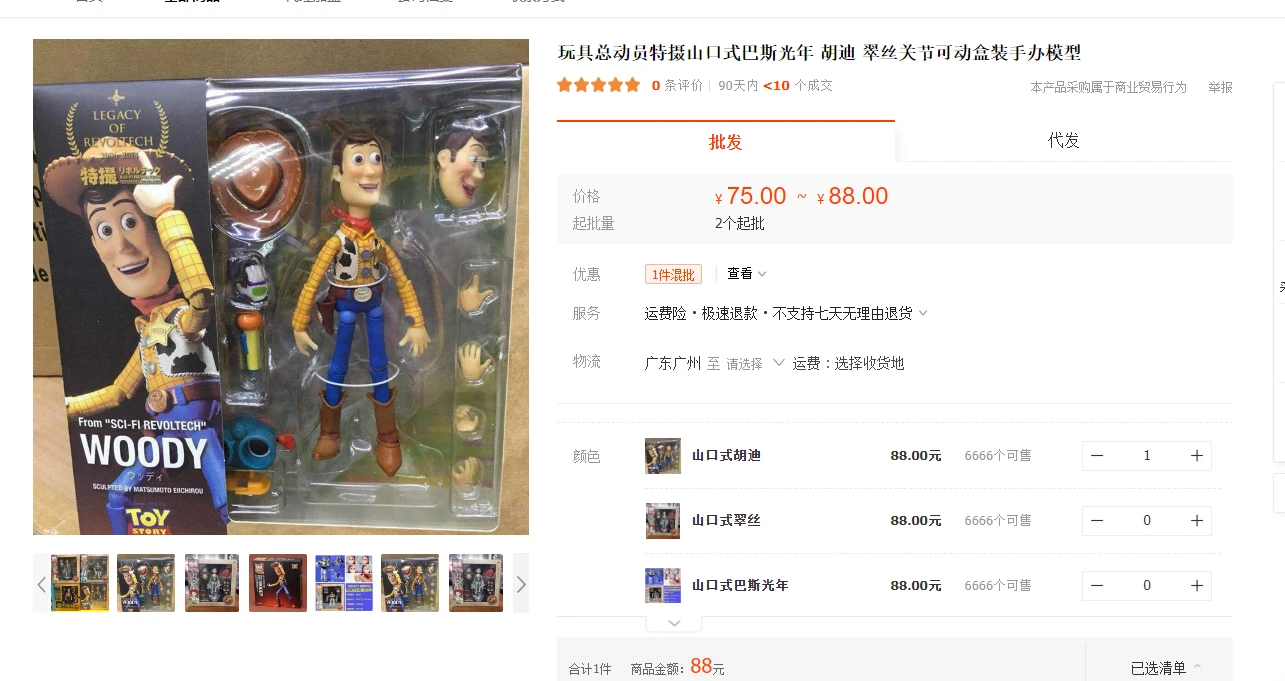 玩具总动员特摄山口式巴斯光年 胡迪 翠丝关节可动盒装手办模型
0 条评价 90天内 <10 个成交
本产品采购属于商业贸易行为 举报
批发 代发
价格 ¥75.00 ~ ¥88.00
起批量 2个起批
优惠 1件混批 查看
服务 运费险·极速退款·不支持七天无理由退货
物流 广东广州 至 请选择 运费：选择收货地
颜色 山口式胡迪 88.00元 6666个可售 — 1 +
山口式翠丝 88.00元 6666个可售 — 0 +
山口式巴斯光年 88.00元 6666个可售 — 0 +
合计1件 商品金额: 88元 已选清单
LEGACY
OF
REVOLTECH
特撮 リボルテック
From "SCI-FI REVOLTECH"
WOODY
ウッディ
SCULPTED BY MATSUMOTO EIICHIROU
TOY
STORY